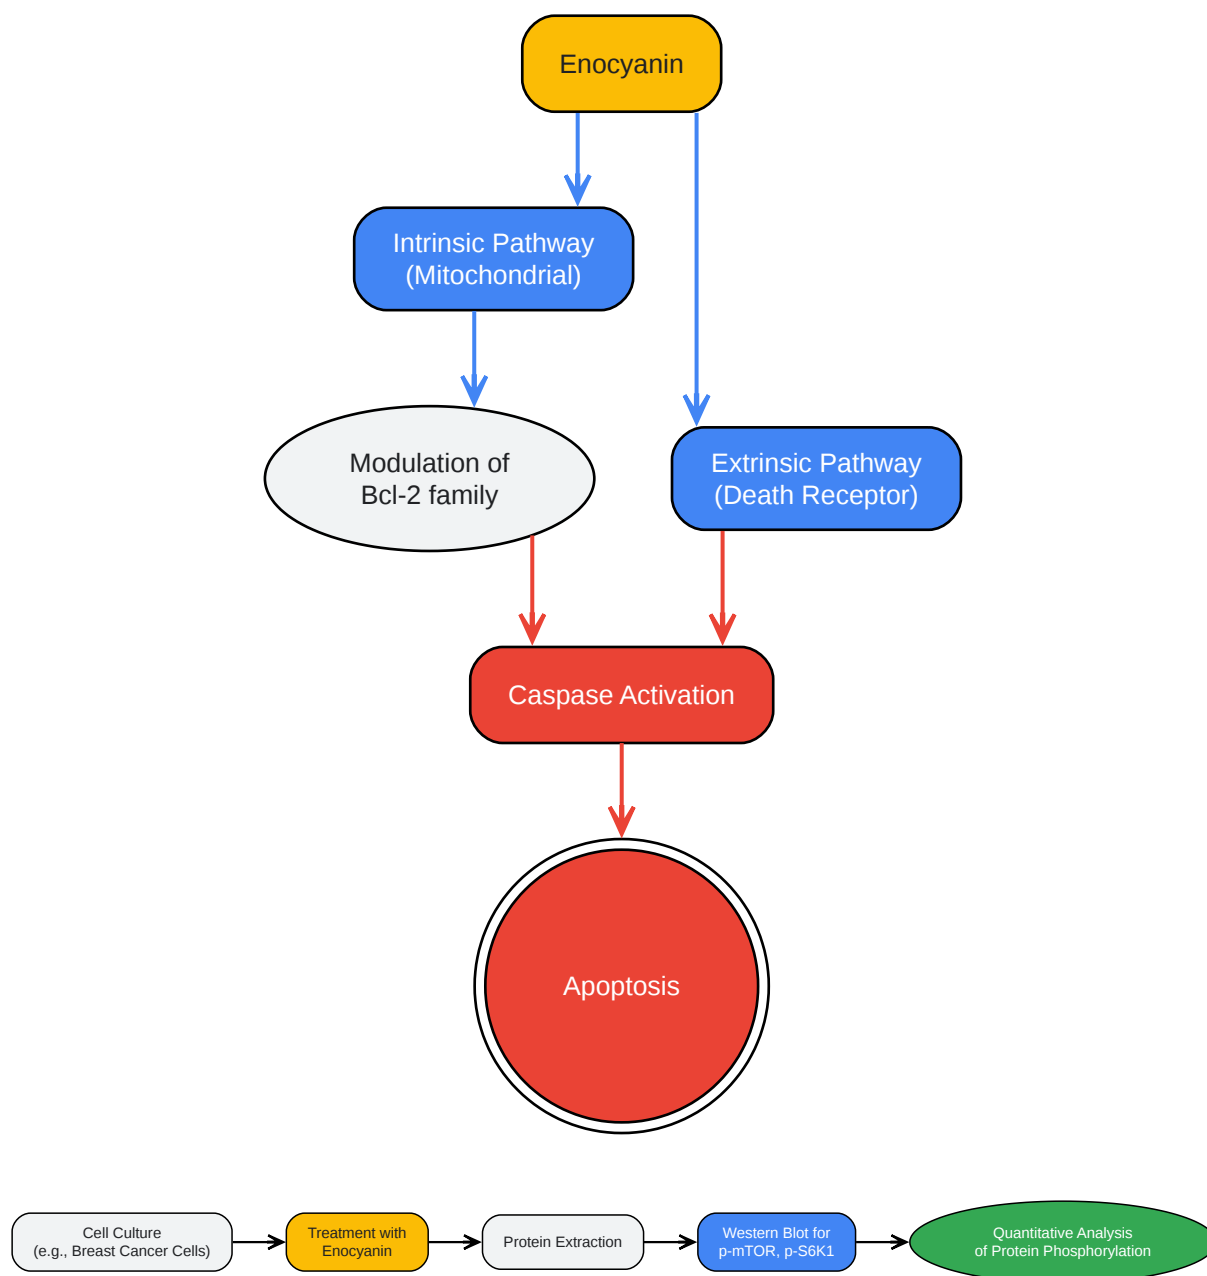 Enocyanin
Intrinsic Pathway
(Mitochondrial)
Modulation of
Bcl-2 family
Extrinsic Pathway
(Death Receptor)
Caspase Activation
Apoptosis
Cell Culture
(e.g., Breast Cancer Cells)
Treatment with
Enocyanin
Protein Extraction
Western Blot for
p-mTOR, p-S6K1
Quantitative Analysis
of Protein Phosphorylation